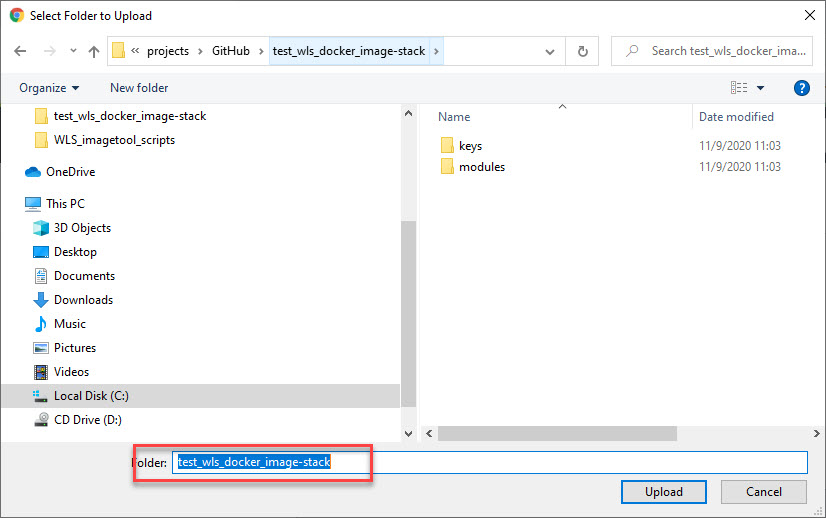 Select Folder to Upload
« projects > GitHub > test_wls_docker_image-stack >
Search test_wls_docker_ima...
Organize New folder
test_wls_docker_image-stack
WLS_imagetool_scripts
OneDrive
This PC
3D Objects
Desktop
Documents
Downloads
Music
Pictures
Videos
Local Disk (C:)
CD Drive (D:)
Name Date modified
keys 11/9/2020 11:03
modules 11/9/2020 11:03
Folder: test_wls_docker_image-stack
Upload Cancel